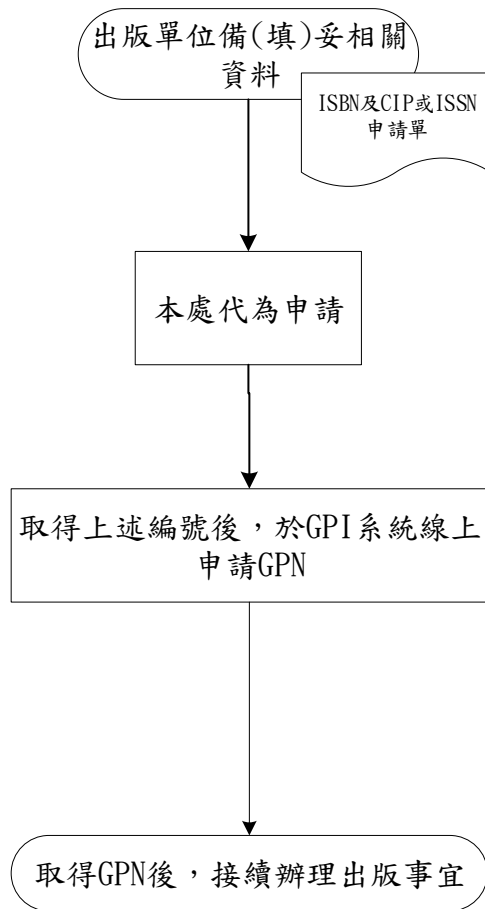 出版單位備(填)妥相關
資料
ISBN及CIP或ISSN
申請單
本處代為申請
取得上述編號後，於GPI系統線上
申請GPN
取得GPN後，接續辦理出版事宜